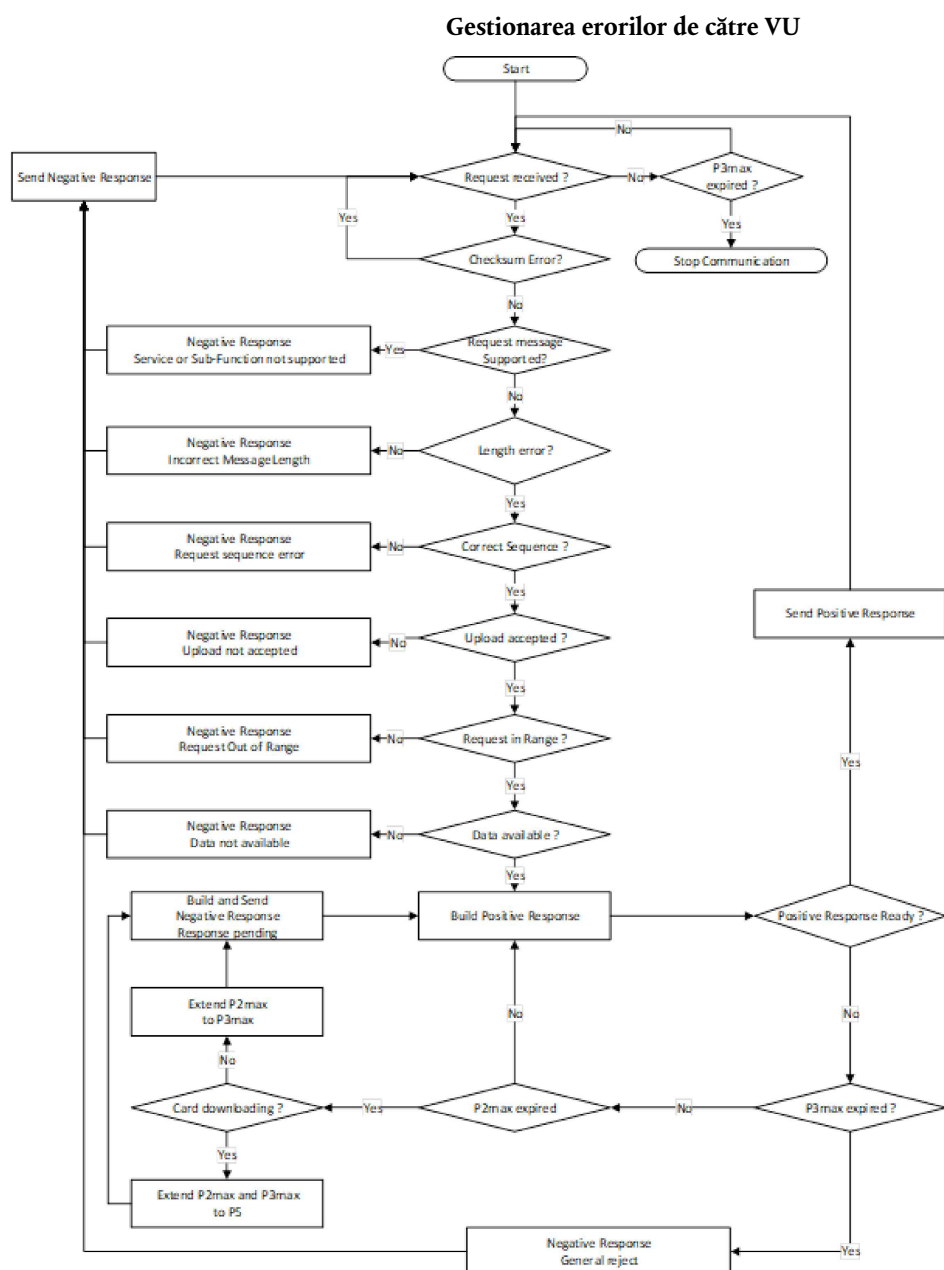 Gestionarea erorilor de către VU
Start
No
Send Negative Response
Request received ?
No
P3max
expired ?
Yes
Yes
Yes
Checksum Error?
Stop Communication
No
Negative Response
Service or Sub-Function not supported
Yes
Request message
Supported?
No
Negative Response
Incorrect MessageLength
No
Length error?
Yes
Negative Response
Request sequence error
No
Correct Sequence ?
Yes
Send Positive Response
Negative Response
Upload not accepted
No
Upload accepted ?
Yes
Negative Response
Request Out of Range
No
Request in Range ?
Yes
Yes
Negative Response
Data not available
No
Data available ?
Yes
Build and Send
Negative Response
Response pending
Build Positive Response
Positive Response Ready ?
Extend P2max
to P3max
No
No
No
Card downloading ?
Yes
P2max expired
No
P3max expired ?
Yes
Extend P2max and P3max
to P5
Negative Response
General reject
Yes